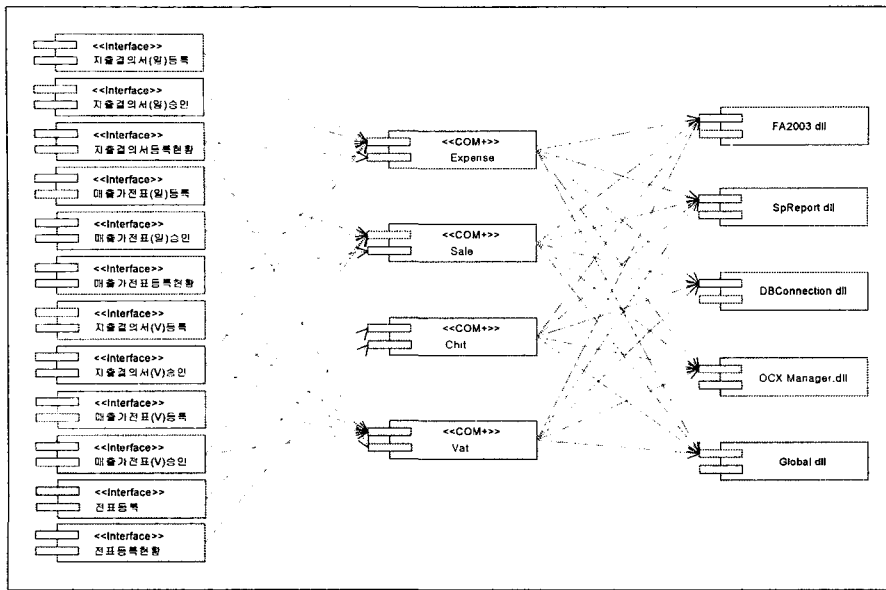 <<Interface>>
지출결의서(일)등록
<<Interface>>
지출결의서(일)승인
<<Interface>>
지출결의서등록현황
<<Interface>>
매출가전표(일)등록
<<Interface>>
매출가전표(일)승인
<<Interface>>
매출가전표등록현황
<<Interface>>
지출결의서(V)등록
<<Interface>>
지출결의서(V)승인
<<Interface>>
매출가전표(V)등록
<<Interface>>
매출가전표(V)승인
<<Interface>>
전표등록
<<Interface>>
전표등록현황
<<COM+>>
Expense
<<COM+>>
Sale
<<COM+>>
Chit
<<COM+>>
Vat
FA2003 dll
SpReport dll
DBConnection dll
OCX Manager.dll
Global dll